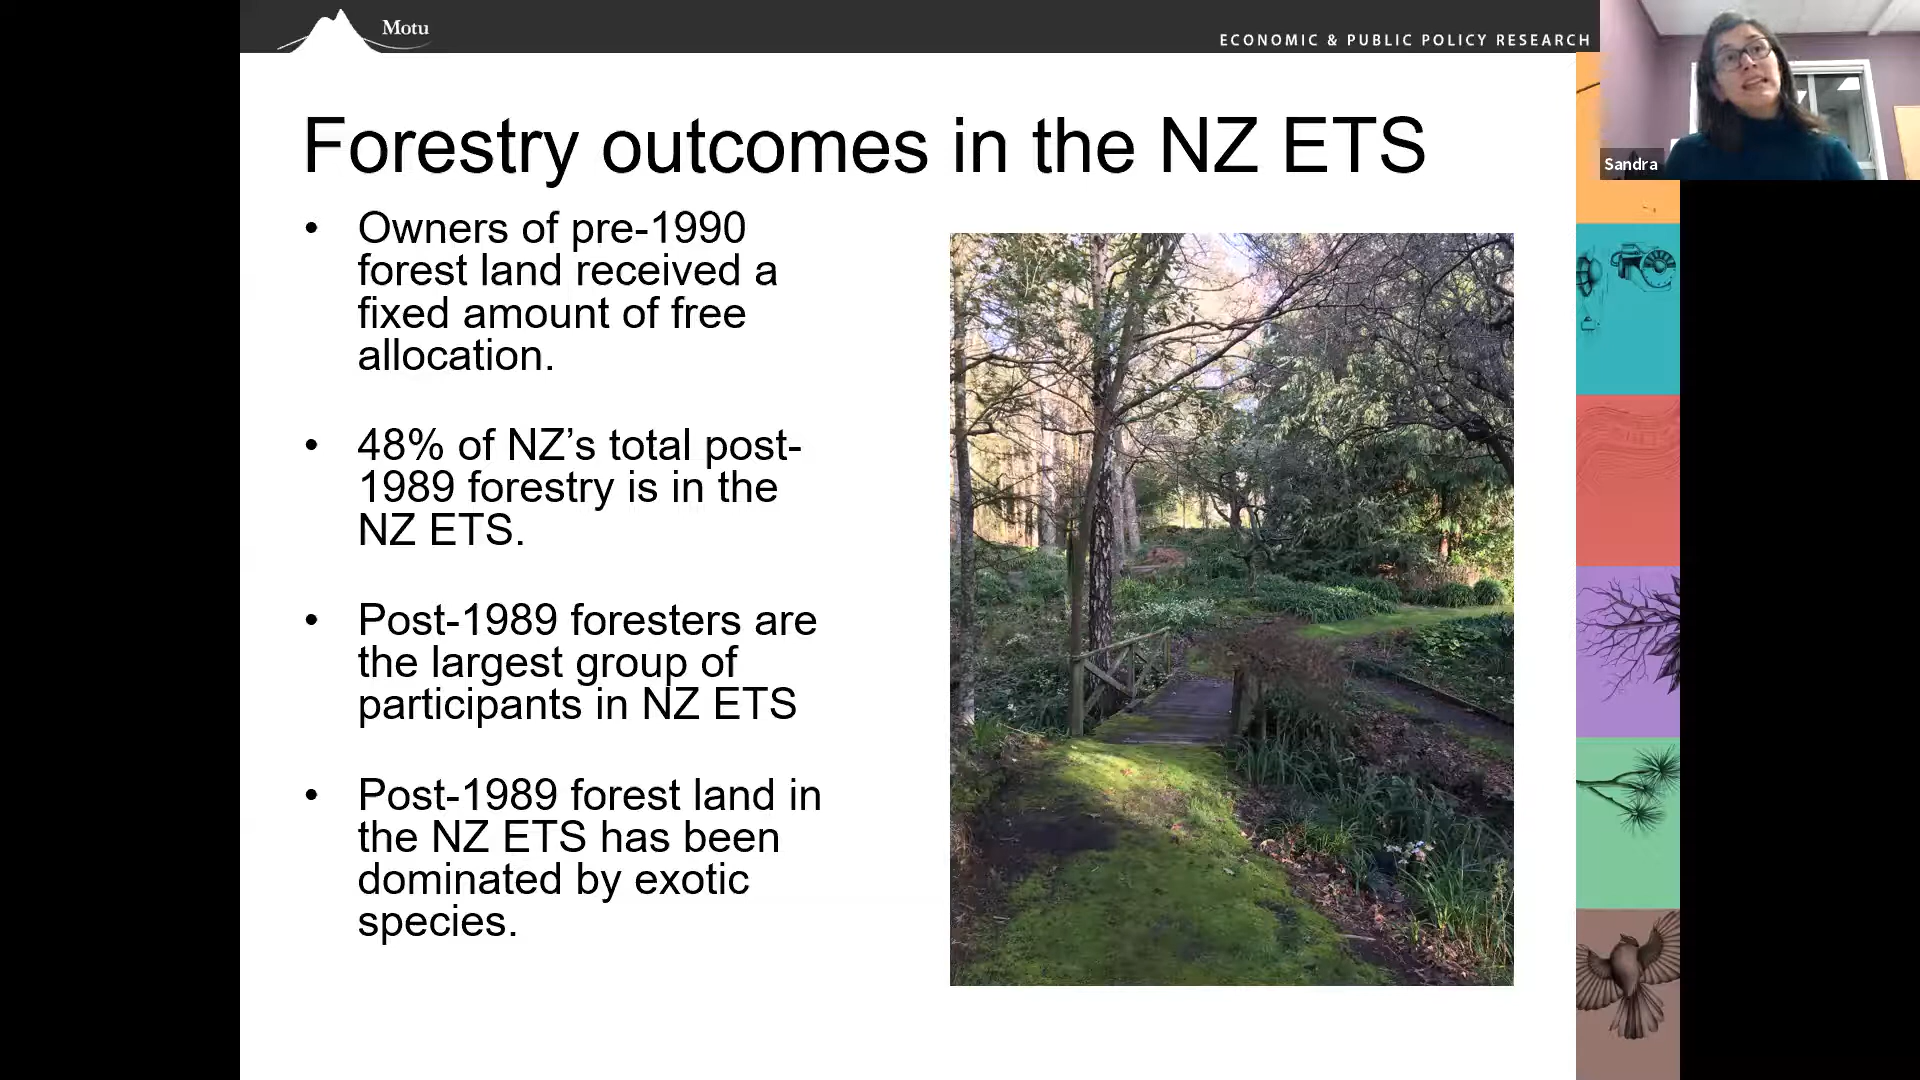 Motu
ECONOMIC & PUBLIC POLICY RESEARCH
Sandra
Forestry outcomes in the NZ ETS
• Owners of pre-1990
forest land received a
fixed amount of free
allocation.
• 48% of NZ’s total post-
1989 forestry is in the
NZ ETS.
• Post-1989 foresters are
the largest group of
participants in NZ ETS
• Post-1989 forest land in
the NZ ETS has been
dominated by exotic
species.